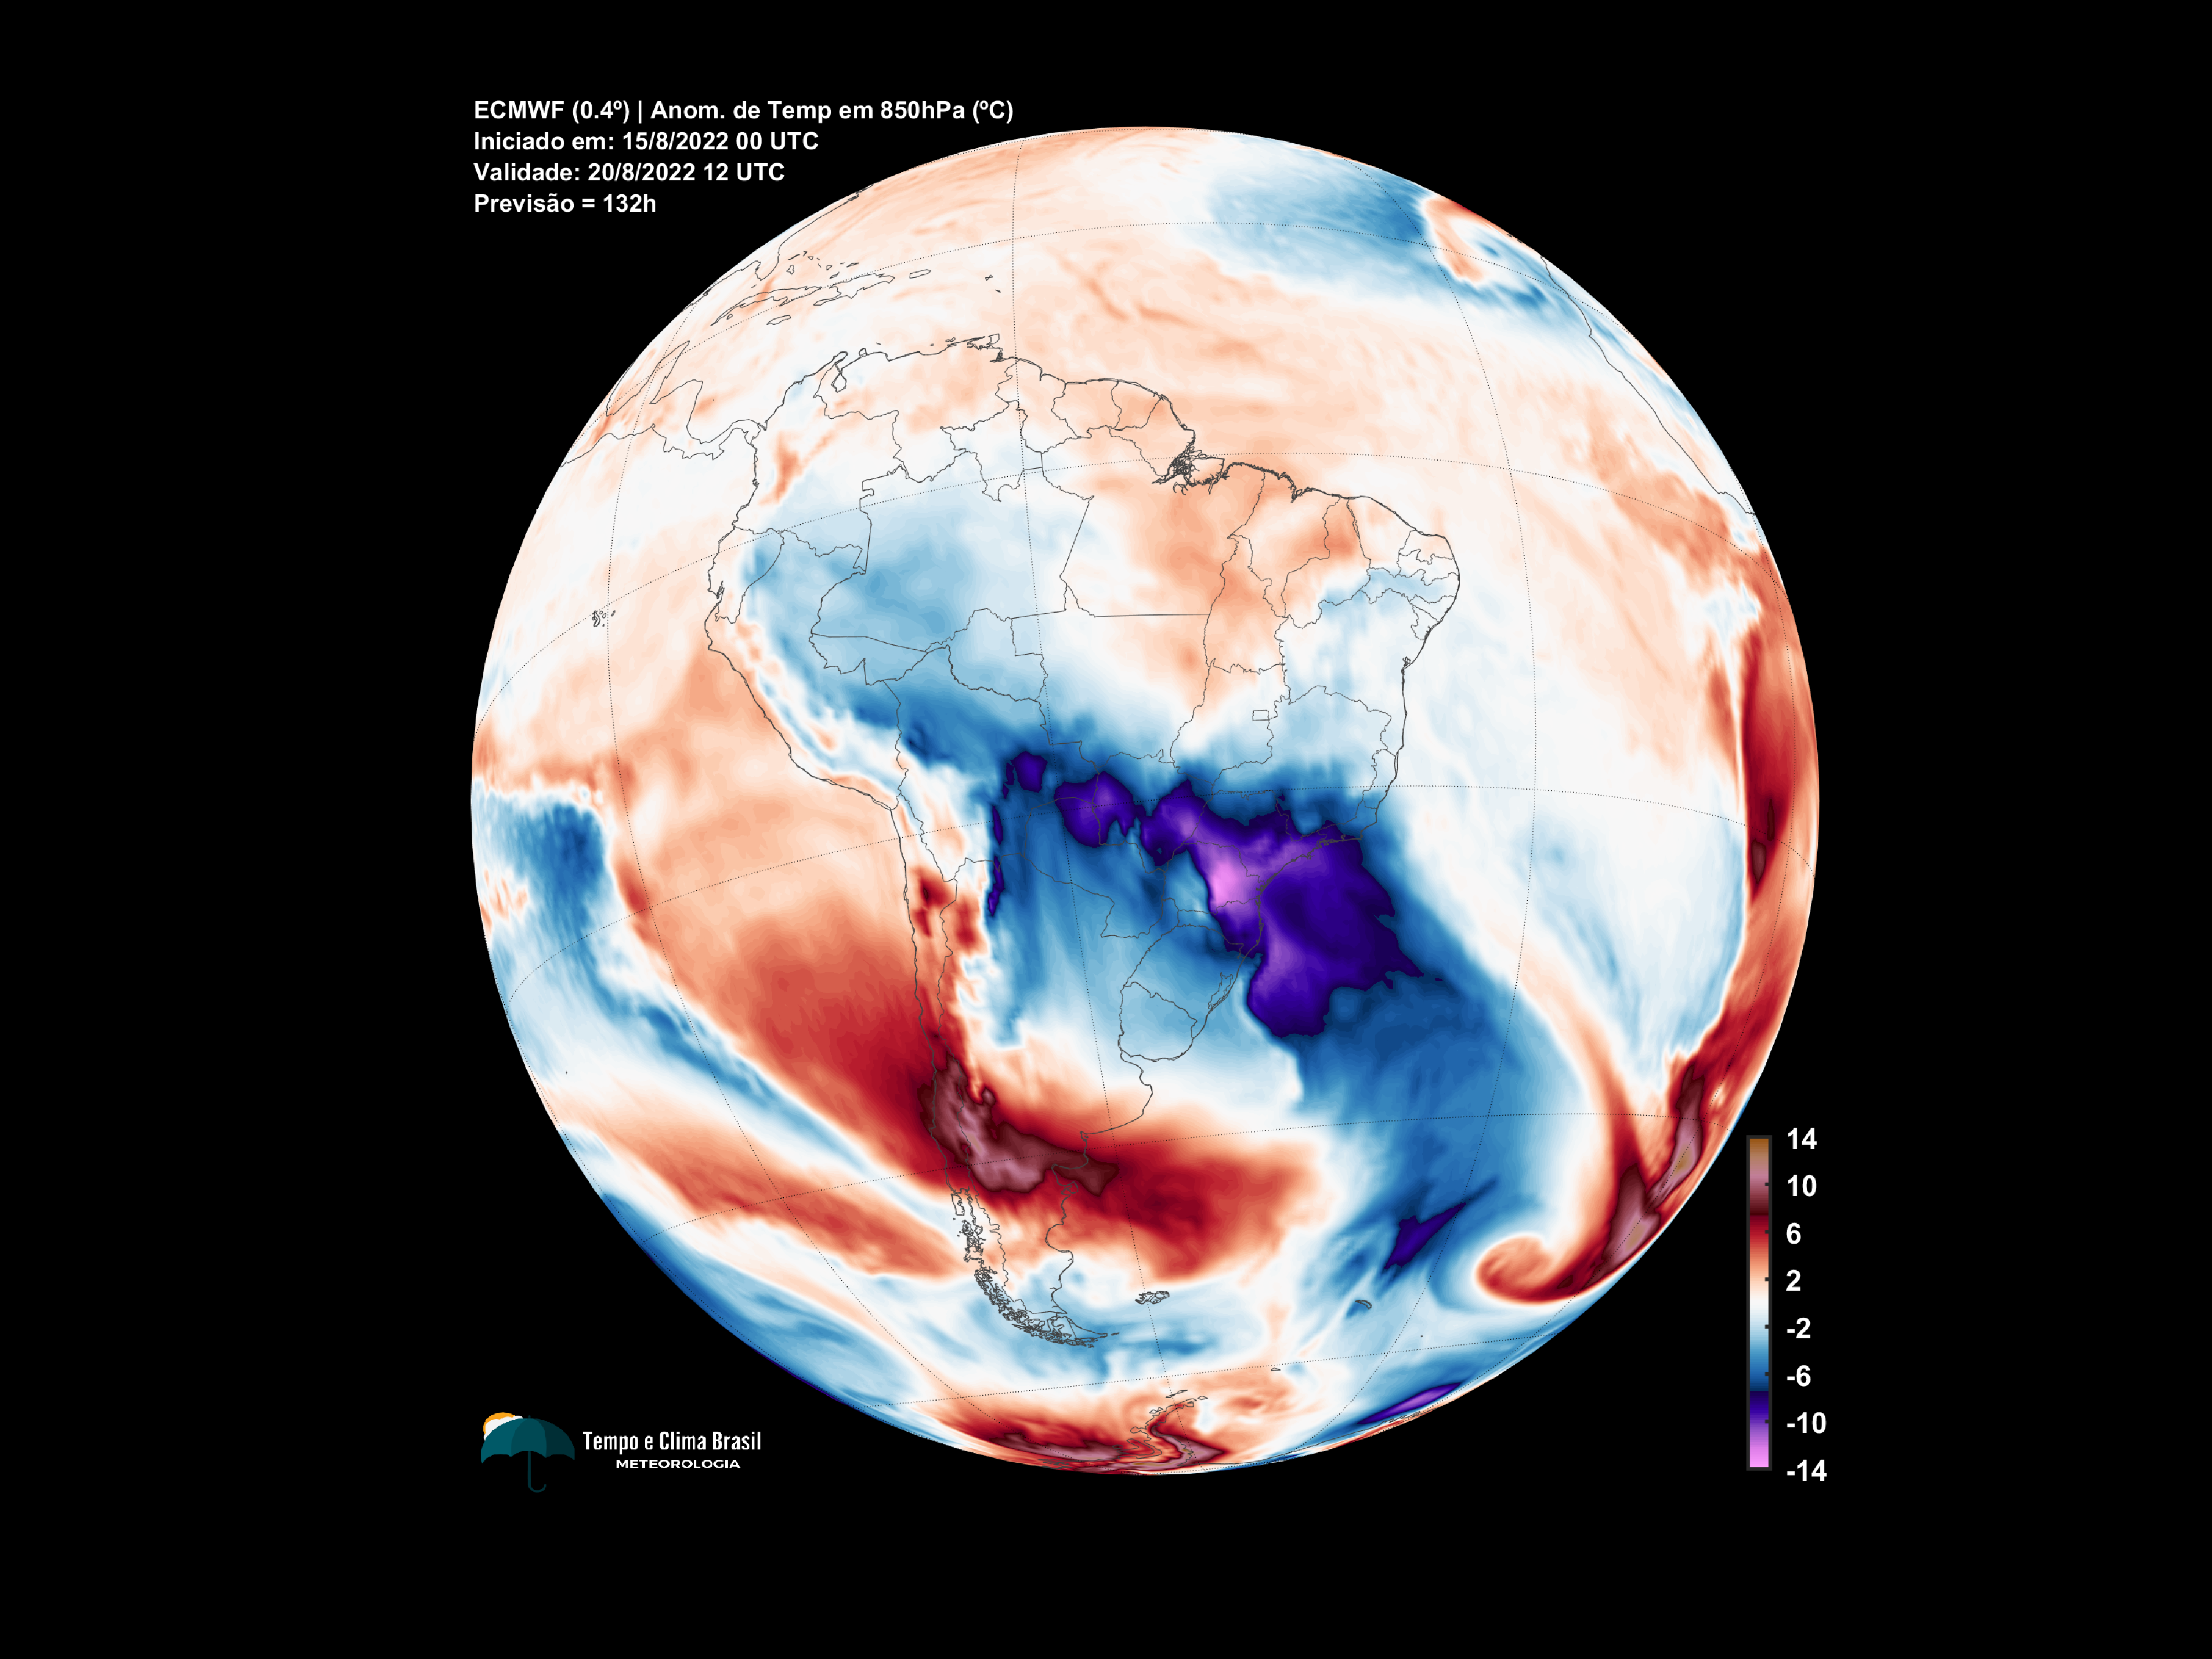 ECMWF (0.4º) | Anom. de Temp em 850hPa (ºC)
Iniciado em: 15/8/2022 00 UTC
Validade: 20/8/2022 12 UTC
Previsão = 132h
14
10
6
2
-2
-6
-10
-14
Tempo e Clima Brasil
METEOROLOGIA